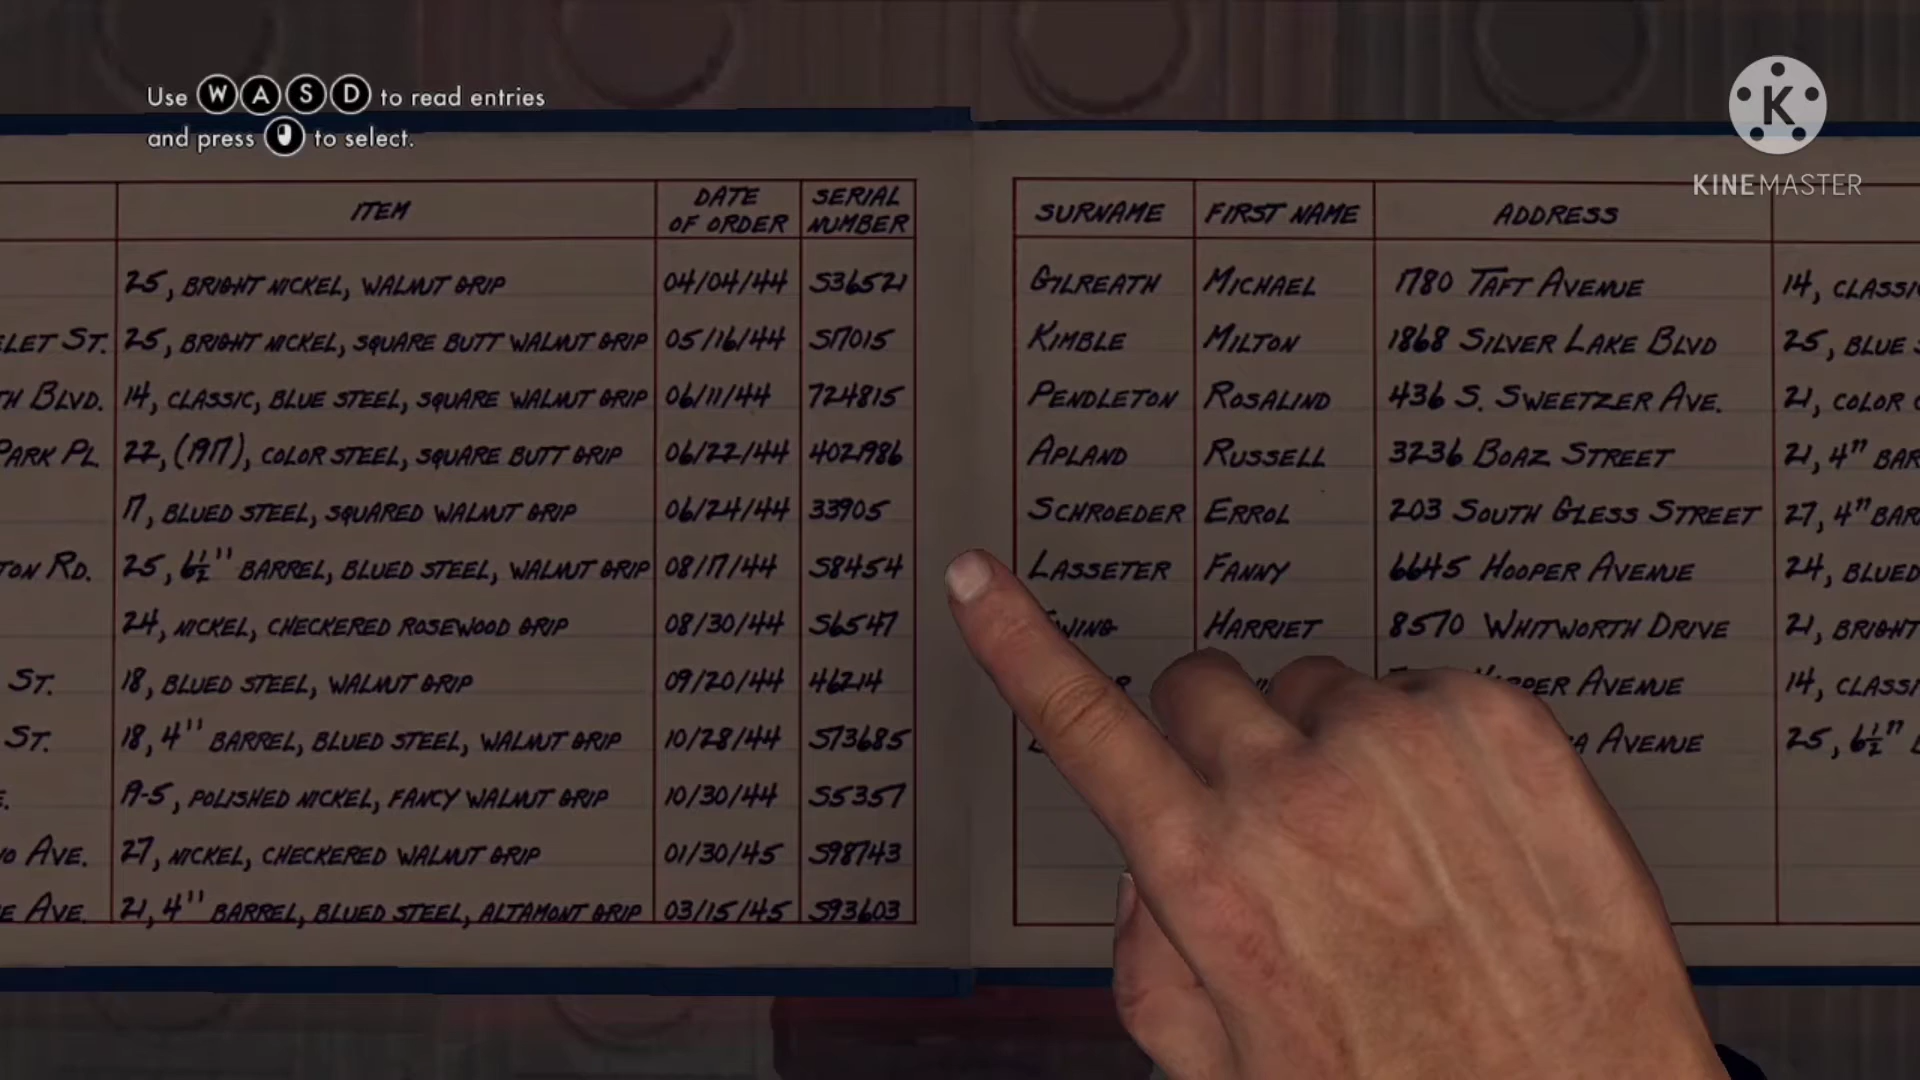 Use W A S D to read entries
and press to select.
KINEMASTER
ITEM DATE OF ORDER SERIAL NUMBER
25, BRIGHT NICKEL, WALNUT GRIP 04/04/44 S36521
ST. 25, BRIGHT NICKEL, SQUARE BUTT WALNUT GRIP 05/16/44 S17015
BLVD. 14, CLASSIC, BLUE STEEL, SQUARE WALNUT GRIP 06/11/44 724815
PARK PL 22, (1917), COLOR STEEL, SQUARE BUTT GRIP 06/22/44 402986
17, BLUED STEEL, SQUARED WALNUT GRIP 06/24/44 33905
RD. 25, 6½" BARREL, BLUED STEEL, WALNUT GRIP 08/17/44 S8454
24, NICKEL, CHECKERED ROSEWOOD GRIP 08/30/44 S6547
ST. 18, BLUED STEEL, WALNUT GRIP 09/20/44 46214
ST. 18, 4" BARREL, BLUED STEEL, WALNUT GRIP 10/28/44 S73685
A-5, POLISHED NICKEL, FANCY WALNUT GRIP 10/30/44 S5357
AVE. 27, NICKEL, CHECKERED WALNUT GRIP 01/30/45 S98743
AVE. 21, 4" BARREL, BLUED STEEL, ALTAMONT GRIP 03/15/45 S93603
SURNAME FIRST NAME ADDRESS
GILREATH MICHAEL 1780 TAFT AVENUE 14, CLASSI
KIMBLE MILTON 1868 SILVER LAKE BLVD 25, BLUE
PENDLETON ROSALIND 436 S. SWEETZER AVE. 21, COLOR
APLAND RUSSELL 3236 BOAZ STREET 21, 4" BAR
SCHROEDER ERROL 203 SOUTH GLESS STREET 27, 4" BAR
LASSETER FANNY 6645 HOOPER AVENUE 24, BLUED
HARRIET 8570 WHITWORTH DRIVE 21, BRIGHT
AVENUE 14, CLASSI
AVENUE 25, 6½"